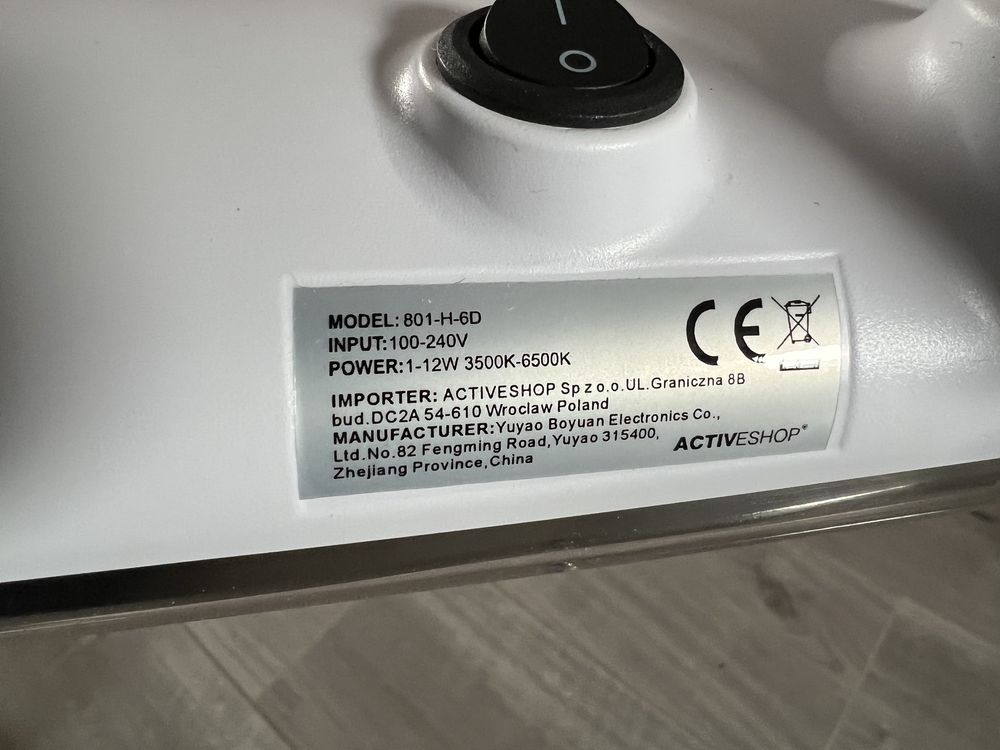 MODEL: 801-H-6D
INPUT:100-240V
POWER:1-12W 3500K-6500K
CE
IMPORTER: ACTIVESHOP Sp z o.o.UL.Graniczna 8B
bud.DC2A 54-610 Wroclaw Poland
MANUFACTURER:Yuyao Boyuan Electronics Co.,
Ltd.No.82 Fengming Road,Yuyao 315400,
Zhejiang Province,China
ACTIVESHOP®